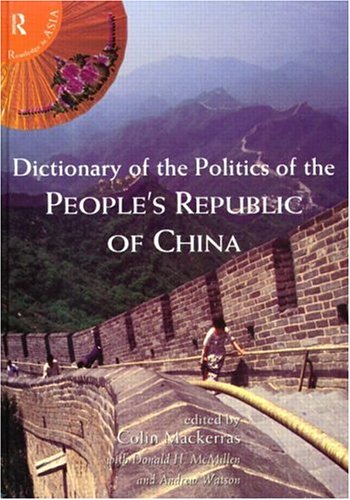 R
Routledge in ASIA
Dictionary of the Politics of the
PEOPLE'S REPUBLIC
OF CHINA
edited by
Colin Mackerras
with Donald H. McMillen
and Andrew Watson